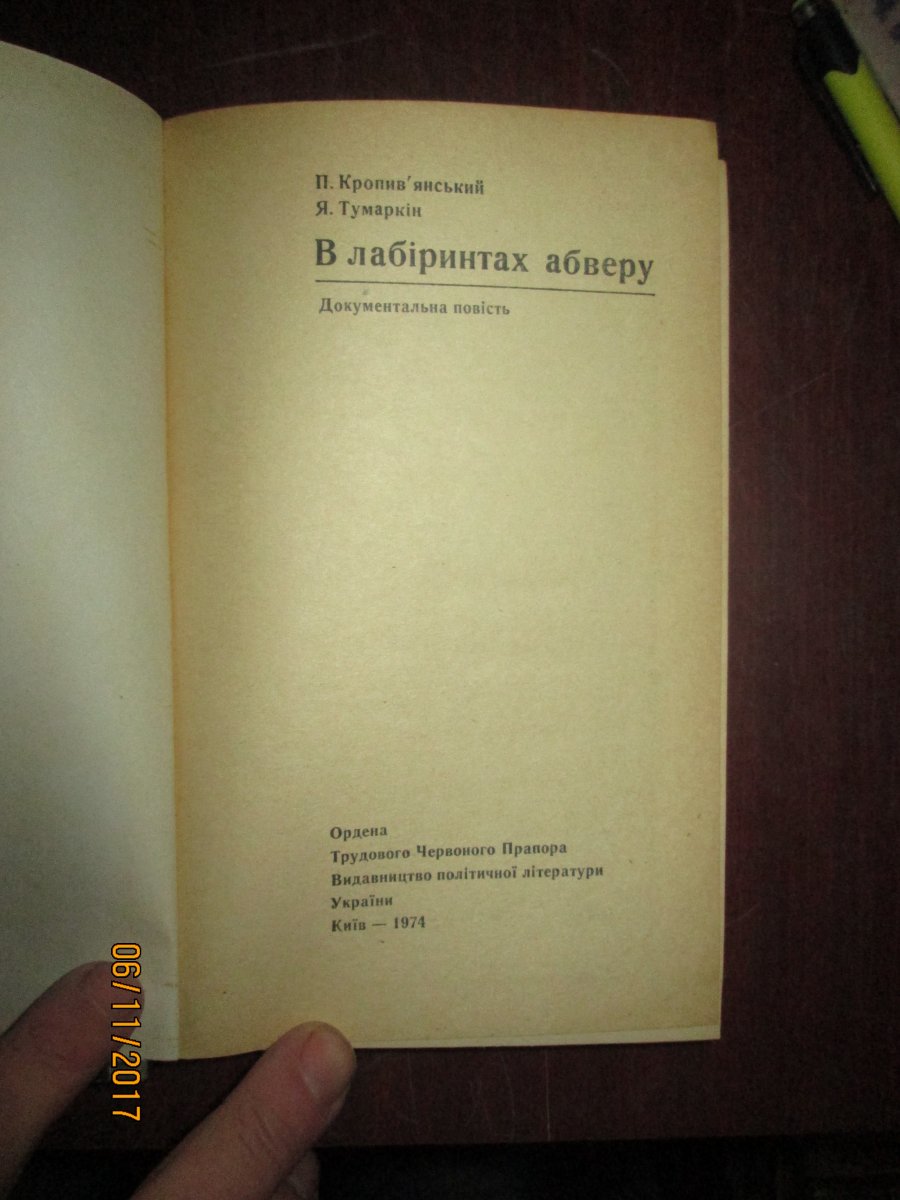 П. Кропив'янський
Я. Тумаркін
В лабіринтах абверу
Документальна повість
Ордена
Трудового Червоного Прапора
Видавництво політичної літератури
України
Київ — 1974
06/11/2017